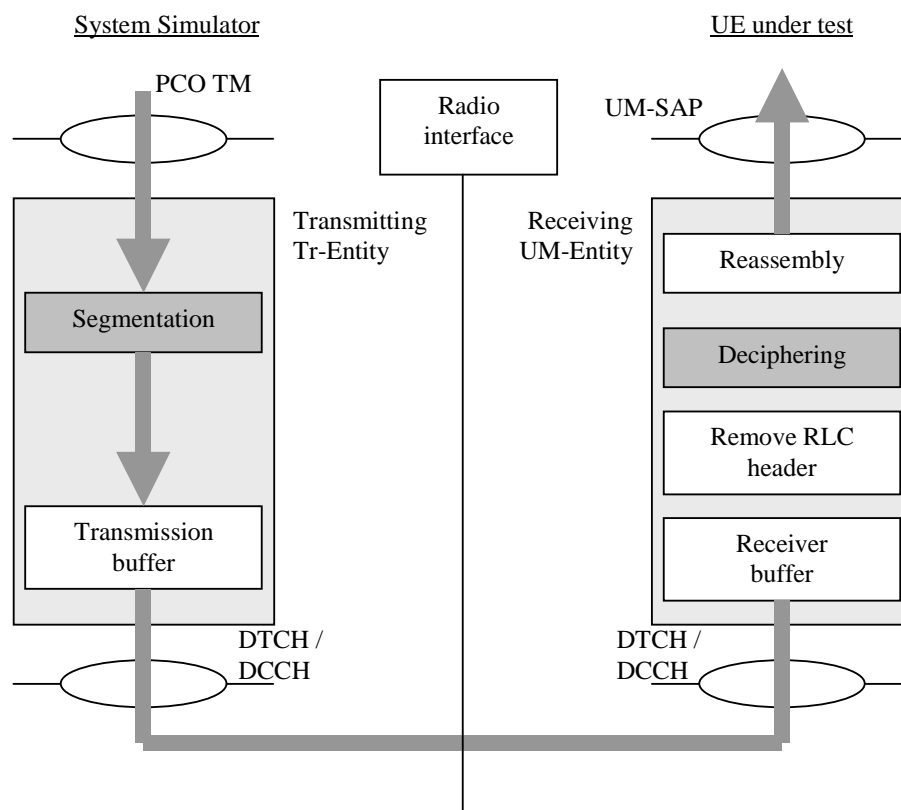 System Simulator
UE under test
PCO TM
Radio
interface
UM-SAP
Transmitting
Tr-Entity
Receiving
UM-Entity
Segmentation
Reassembly
Deciphering
Remove RLC
header
Transmission
buffer
Receiver
buffer
DTCH /
DCCH
DTCH /
DCCH